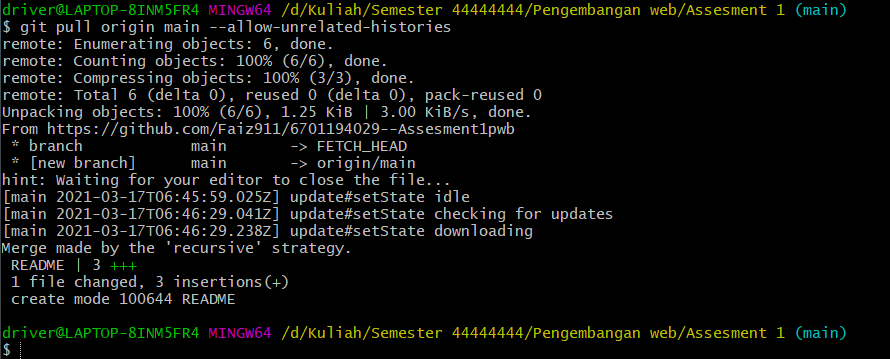 driver@LAPTOP-8INM5FR4 MINGW64 /d/Kuliah/Semester 44444444/Pengembangan web/Assesment 1 (main)
$ git pull origin main --allow-unrelated-histories
remote: Enumerating objects: 6, done.
remote: Counting objects: 100% (6/6), done.
remote: Compressing objects: 100% (3/3), done.
remote: Total 6 (delta 0), reused 0 (delta 0), pack-reused 0
Unpacking objects: 100% (6/6), 1.25 KiB | 3.00 KiB/s, done.
From https://github.com/Faiz911/6701194029--Assesment1pwb
 * branch            main       -> FETCH_HEAD
 * [new branch]      main       -> origin/main
hint: Waiting for your editor to close the file...
[main 2021-03-17T06:45:59.025Z] update#setState idle
[main 2021-03-17T06:46:29.041Z] update#setState checking for updates
[main 2021-03-17T06:46:29.238Z] update#setState downloading
Merge made by the 'recursive' strategy.
 README | 3 +++
 1 file changed, 3 insertions(+)
 create mode 100644 README
driver@LAPTOP-8INM5FR4 MINGW64 /d/Kuliah/Semester 44444444/Pengembangan web/Assesment 1 (main)
$